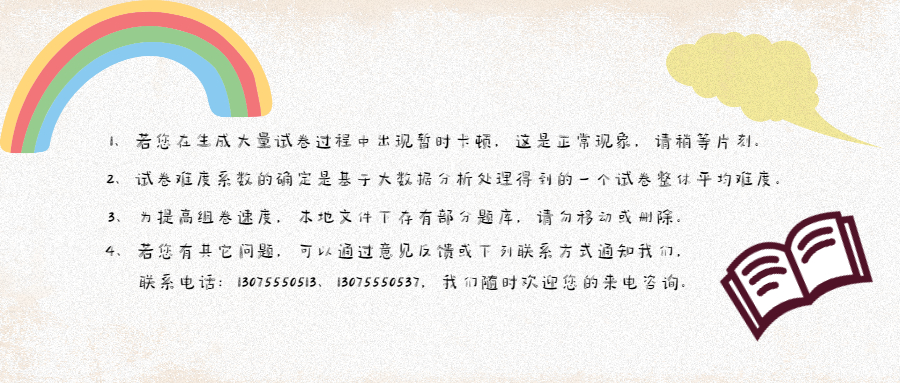 1、若您在生成大量试卷过程中出现暂时卡顿，这是正常现象，请稍等片刻。
2、试卷难度系数的确定是基于大数据分析处理得到的一个试卷整体平均难度。
3、为提高组卷速度，本地文件下存有部分题库，请勿移动或删除。
4、若您有其它问题，可以通过意见反馈或下列联系方式通知我们，
联系电话：13075550513、13075550537，我们随时欢迎您的来电咨询。